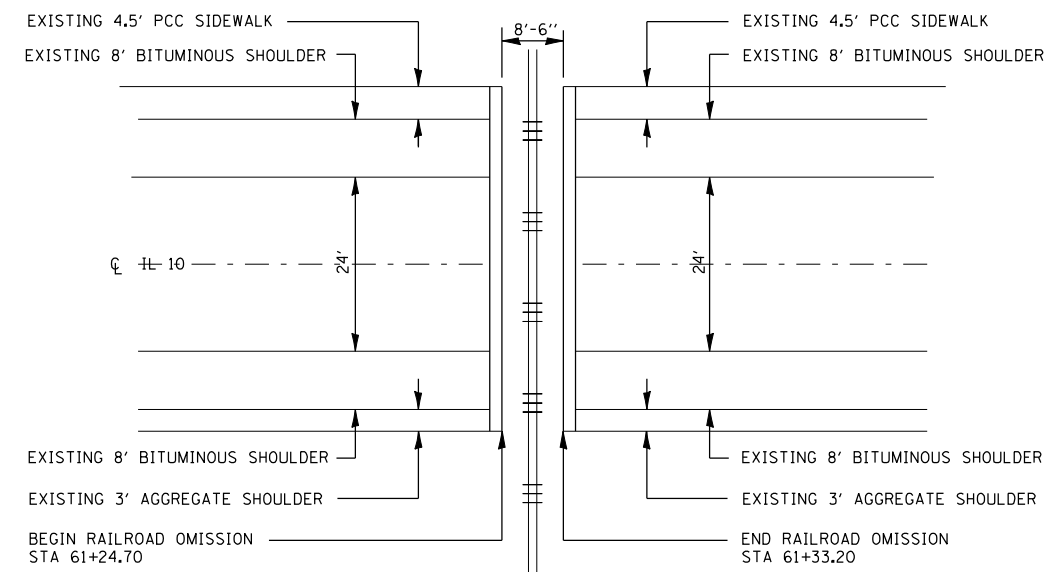 EXISTING 4.5' PCC SIDEWALK
8'-6''
EXISTING 4.5' PCC SIDEWALK
EXISTING 8' BITUMINOUS SHOULDER
EXISTING 8' BITUMINOUS SHOULDER
℄ IL 10
24'
24'
EXISTING 8' BITUMINOUS SHOULDER
EXISTING 8' BITUMINOUS SHOULDER
EXISTING 3' AGGREGATE SHOULDER
EXISTING 3' AGGREGATE SHOULDER
BEGIN RAILROAD OMISSION
STA 61+24.70
END RAILROAD OMISSION
STA 61+33.20